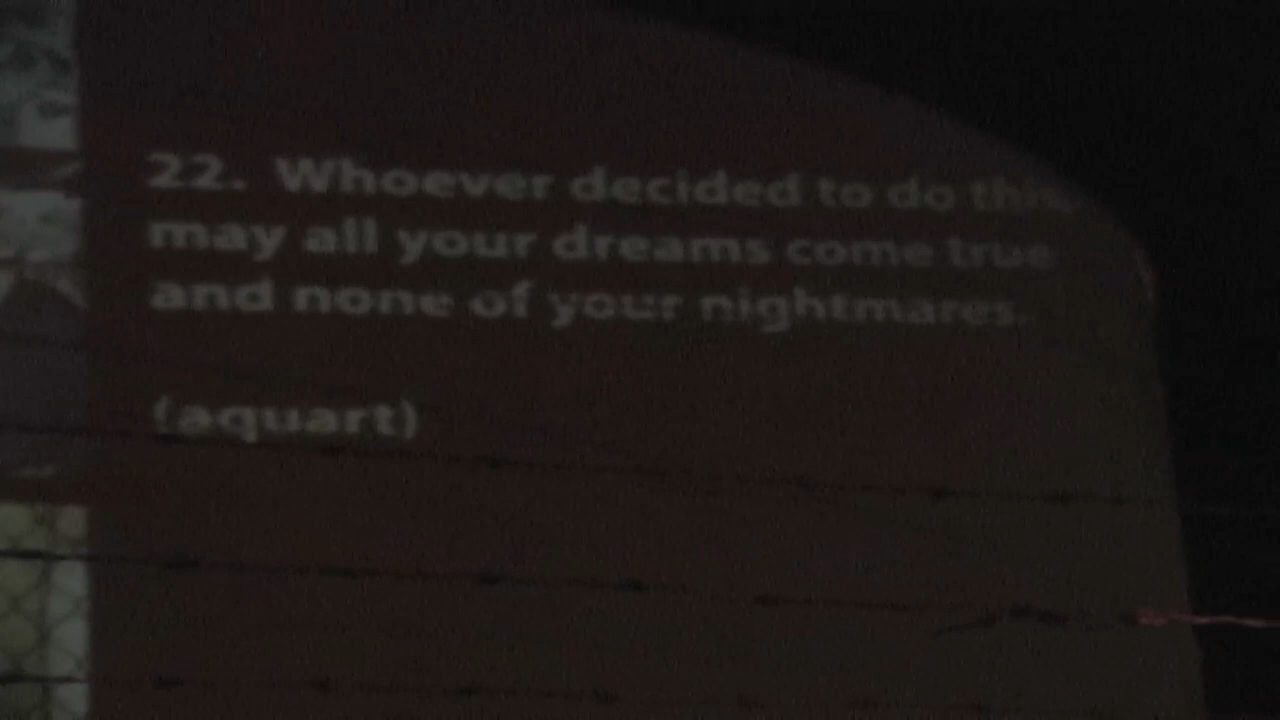 22. Whoever decided to do this
may all your dreams come true
and none of your nightmares.
(aquart)